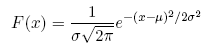 F(x) = \frac{1}{\sigma\sqrt{2\pi}} e^{-(x-\mu)^2/2\sigma^2}